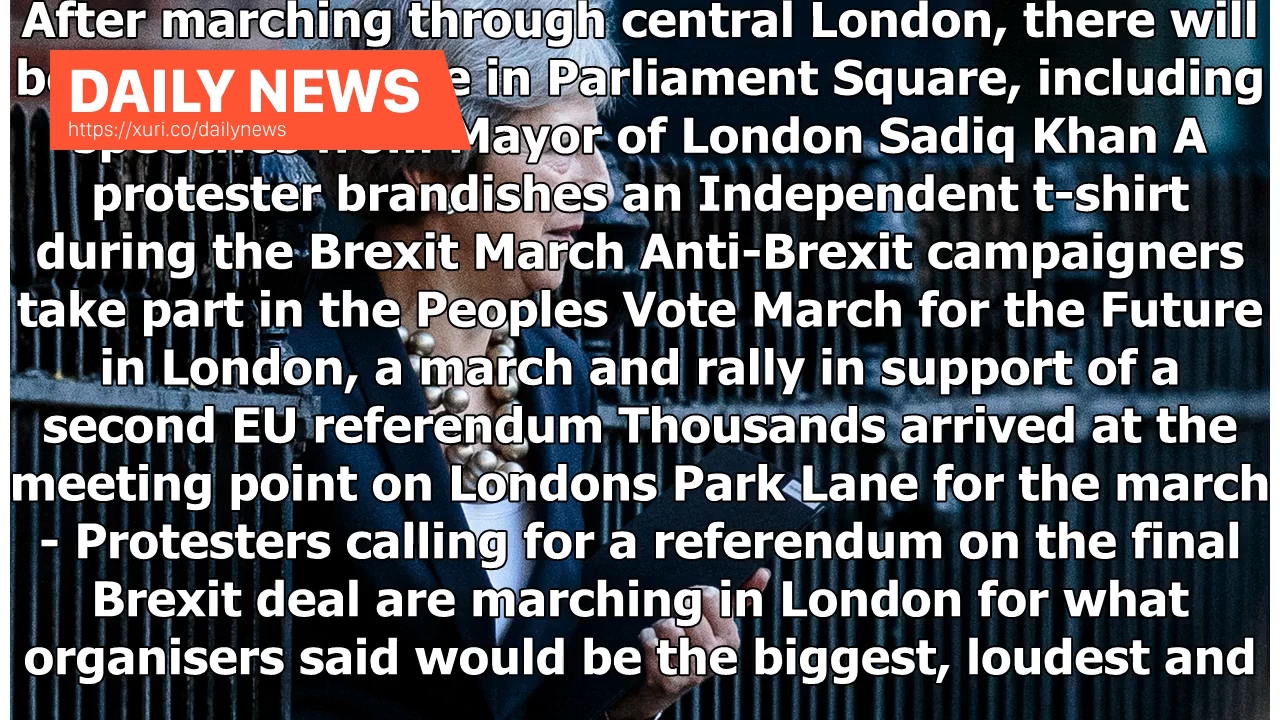 After marching through central London, there will
DAILY NEWS
https://xuri.co/dailynews
in Parliament Square, including
Mayor of London Sadiq Khan A
protester brandishes an Independent t-shirt
during the Brexit March Anti-Brexit campaigners
take part in the Peoples Vote March for the Future
in London, a march and rally in support of a
second EU referendum Thousands arrived at the
meeting point on Londons Park Lane for the march
- Protesters calling for a referendum on the final
Brexit deal are marching in London for what
organisers said would be the biggest, loudest and